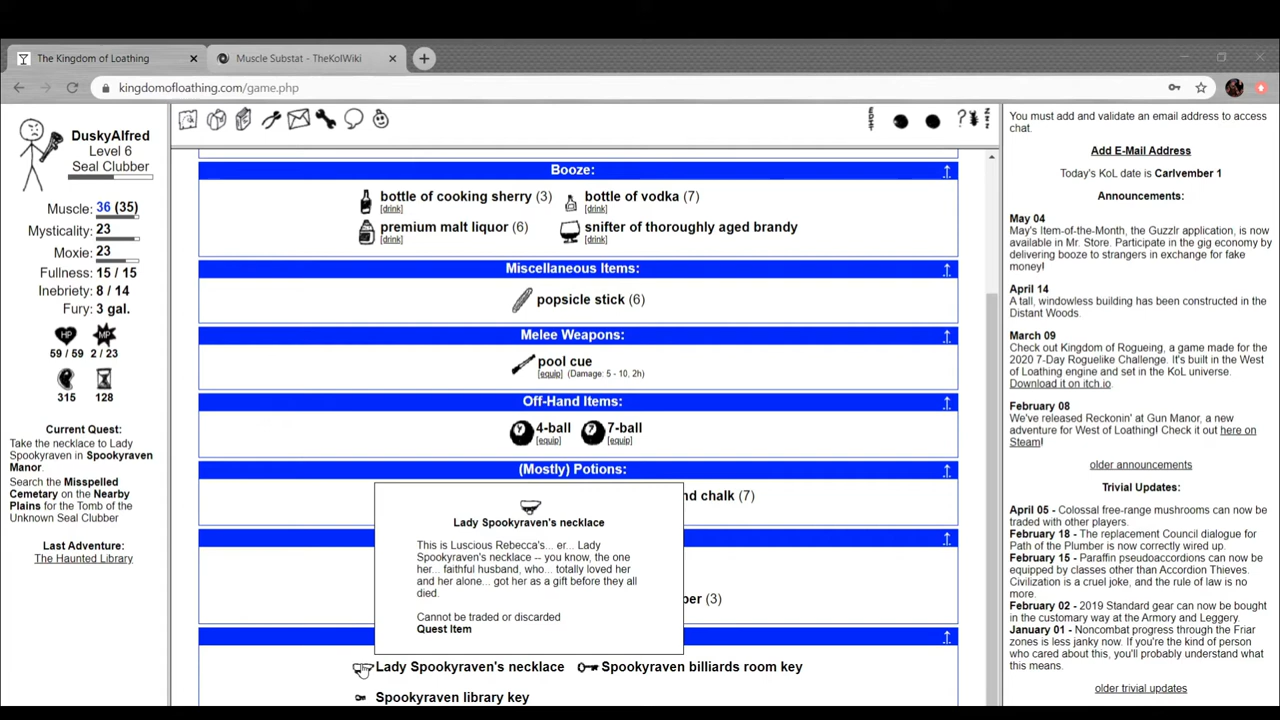 The Kingdom of Loathing
Muscle Substat - TheKolWiki
kingdomofloathing.com/game.php
DuskyAlfred
Level 6
Seal Clubber
Muscle: 36 (35)
Mysticality: 23
Moxie: 23
Fullness: 15 / 15
Inebriety: 8 / 14
Fury: 3 gal.
HP MP
59 / 59 2 / 23
315 128
Current Quest:
Take the necklace to Lady
Spookyraven in Spookyraven
Manor.
Search the Misspelled
Cemetary on the Nearby
Plains for the Tomb of the
Unknown Seal Clubber
Last Adventure:
The Haunted Library
Booze:
bottle of cooking sherry (3) bottle of vodka (7)
[drink] [drink]
premium malt liquor (6) snifter of thoroughly aged brandy
[drink] [drink]
Miscellaneous Items:
popsicle stick (6)
Melee Weapons:
pool cue
[equip] (Damage: 5 - 10, 2h)
Off-Hand Items:
4-ball 7-ball
[equip] [equip]
(Mostly) Potions:
nd chalk (7)
Lady Spookyraven's necklace
This is Luscious Rebecca's... er... Lady
Spookyraven's necklace -- you know, the one
her... faithful husband, who... totally loved her
and her alone... got her as a gift before they all
died.
Cannot be traded or discarded
Quest Item
ber (3)
Lady Spookyraven's necklace Spookyraven billiards room key
Spookyraven library key
You must add and validate an email address to access
chat.
Add E-Mail Address
Today's KoL date is Carlvember 1
Announcements:
May 04
May's Item-of-the-Month, the Guzzlr application, is now
available in Mr. Store. Participate in the gig economy by
delivering booze to strangers in exchange for fake
money!
April 14
A tall, windowless building has been constructed in the
Distant Woods.
March 09
Check out Kingdom of Rogueing, a game made for the
2020 7-Day Roguelike Challenge. It's built in the West
of Loathing engine and set in the KoL universe.
Download it on itch.io.
February 08
We've released Reckonin' at Gun Manor, a new
adventure for West of Loathing! Check it out here on
Steam!
older announcements
Trivial Updates:
April 05 - Colossal free-range mushrooms can now be
traded with other players.
February 18 - The replacement Council dialogue for
Path of the Plumber is now correctly wired up.
February 15 - Paraffin pseudoaccordions can now be
equipped by classes other than Accordion Thieves.
Civilization is a cruel joke, and the rule of law is no
more.
February 02 - 2019 Standard gear can now be bought
in the customary way at the Armory and Leggery.
January 01 - Noncombat progress through the Friar
zones is less janky now. If you're the kind of person
who cared about this, you'll probably understand what
this means.
older trivial updates